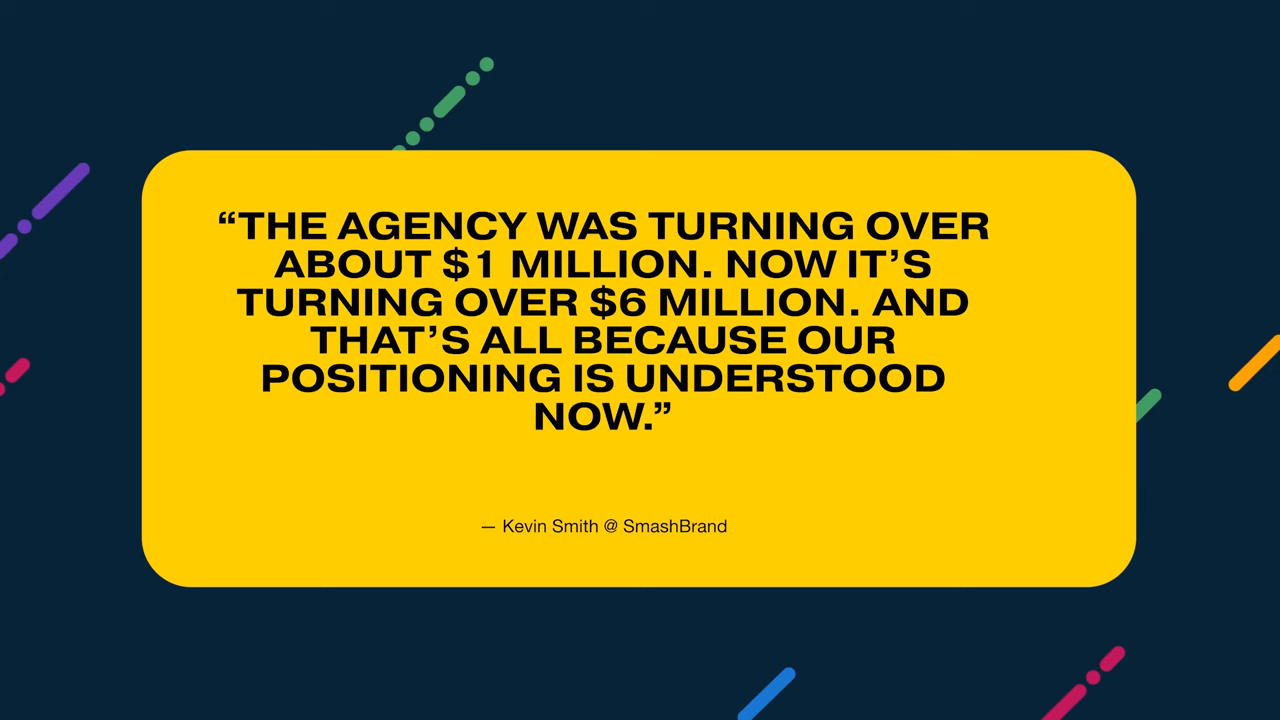 “THE AGENCY WAS TURNING OVER
ABOUT $1 MILLION. NOW IT’S
TURNING OVER $6 MILLION. AND
THAT’S ALL BECAUSE OUR
POSITIONING IS UNDERSTOOD
NOW.”
— Kevin Smith @ SmashBrand